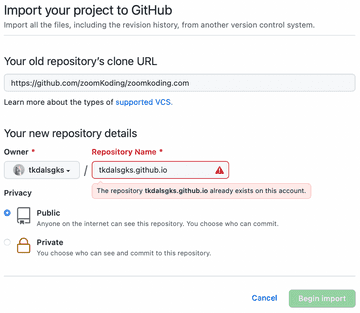 Import your project to GitHub
Import all the files, including the revision history, from another version control system.
Your old repository's clone URL
https://github.com/zoomKoding/zoomkoding.com
Learn more about the types of supported VCS.
Your new repository details
Owner * Repository Name *
tkdalsgks / tkdalsgks.github.io
The repository tkdalsgks.github.io already exists on this account.
Privacy
Public
Anyone on the internet can see this repository. You choose who can commit.
Private
You choose who can see and commit to this repository.
Cancel Begin import